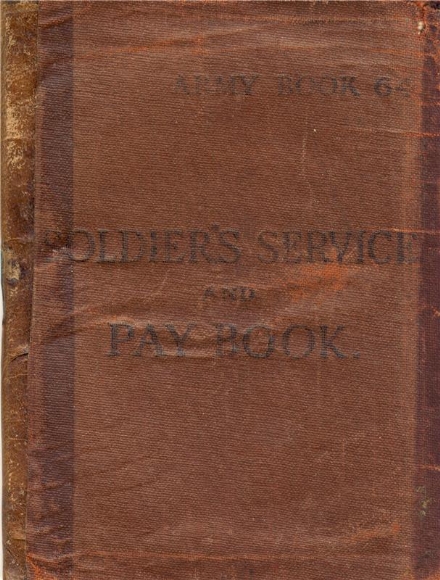 ARMY BOOK 64
SOLDIER'S SERVICE
AND
PAY BOOK.